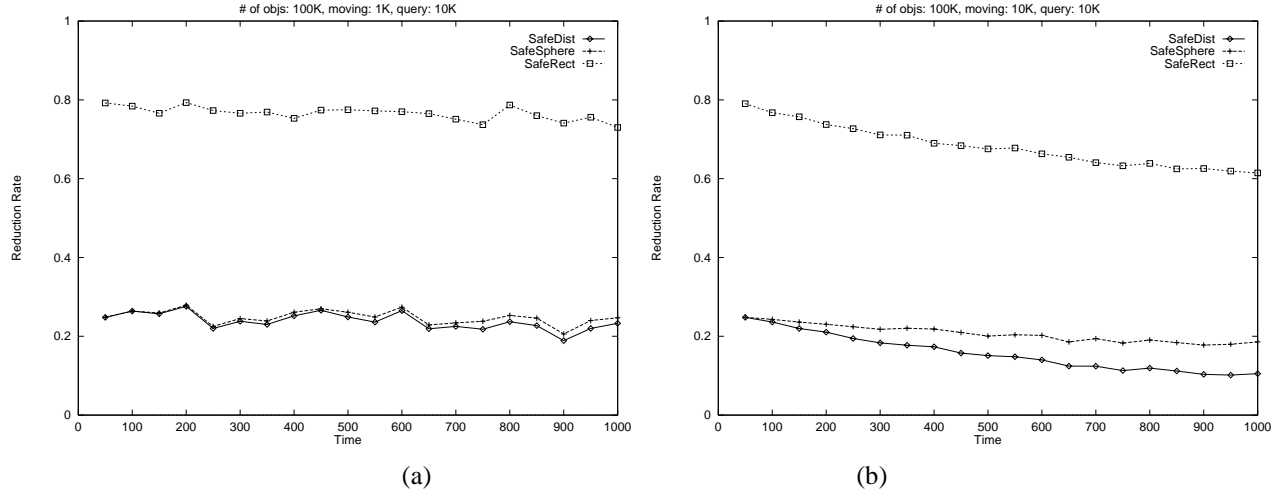 # of objs: 100K, moving: 1K, query: 10K
1
0.8
0.6
0.4
0.2
0
Reduction Rate
SafeDist
SafeSphere
SafeRect
0 100 200 300 400 500 600 700 800 900 1000
Time
(a)
# of objs: 100K, moving: 10K, query: 10K
1
0.8
0.6
0.4
0.2
0
Reduction Rate
SafeDist
SafeSphere
SafeRect
0 100 200 300 400 500 600 700 800 900 1000
Time
(b)